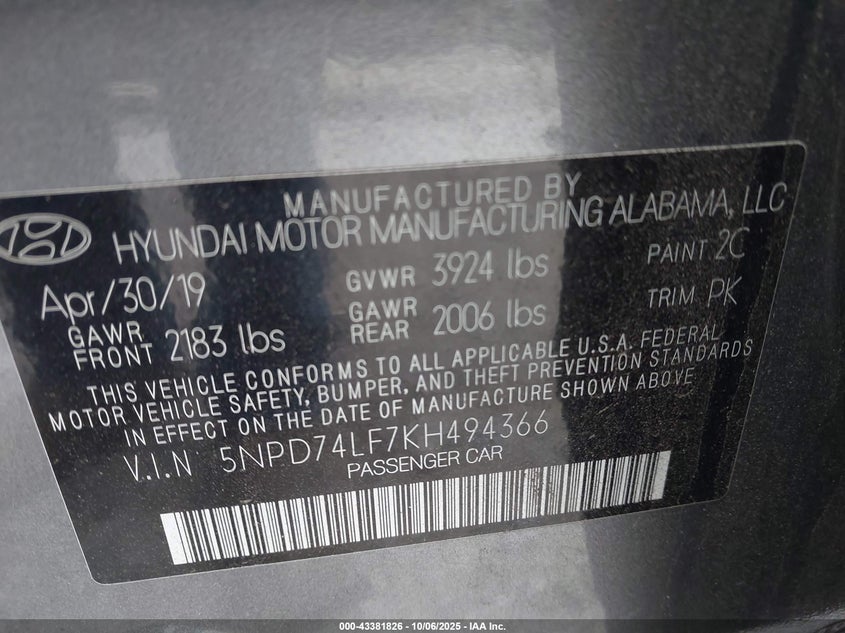 MANUFACTURED BY
HYUNDAI MOTOR MANUFACTURING ALABAMA, LLC
Apr/30/19 GVWR 3924 lbs PAINT 2C
GAWR FRONT 2183 lbs GAWR REAR 2006 lbs TRIM PK
THIS VEHICLE CONFORMS TO ALL APPLICABLE U.S.A. FEDERAL
MOTOR VEHICLE SAFETY, BUMPER, AND THEFT PREVENTION STANDARDS
IN EFFECT ON THE DATE OF MANUFACTURE SHOWN ABOVE
V.I.N 5NPD74LF7KH494366
PASSENGER CAR
000-43381826 - 10/06/2025 - IAA Inc.